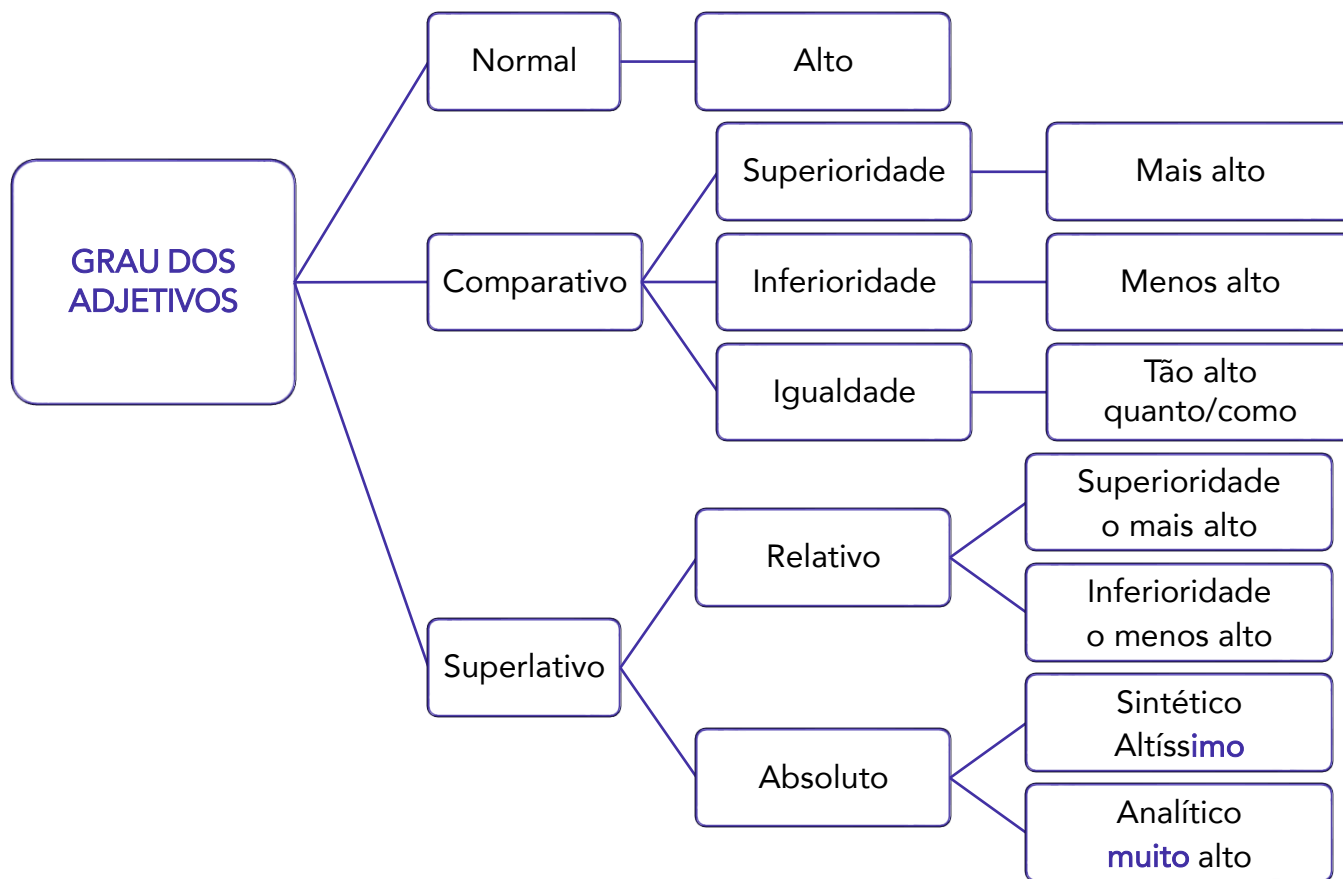 GRAU DOS
ADJETIVOS
Normal
Alto
Comparativo
Superioridade
Mais alto
Inferioridade
Menos alto
Igualdade
Tão alto
quanto/como
Superlativo
Relativo
Superioridade
o mais alto
Inferioridade
o menos alto
Absoluto
Sintético
Altíssimo
Analítico
muito alto